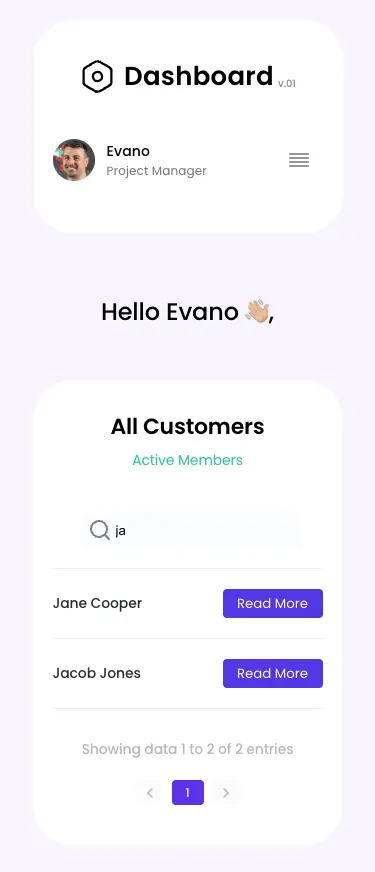 Dashboard v.01
Evano
Project Manager
Hello Evano 👋🏼,
All Customers
Active Members
ja
Jane Cooper Read More
Jacob Jones Read More
Showing data 1 to 2 of 2 entries
1